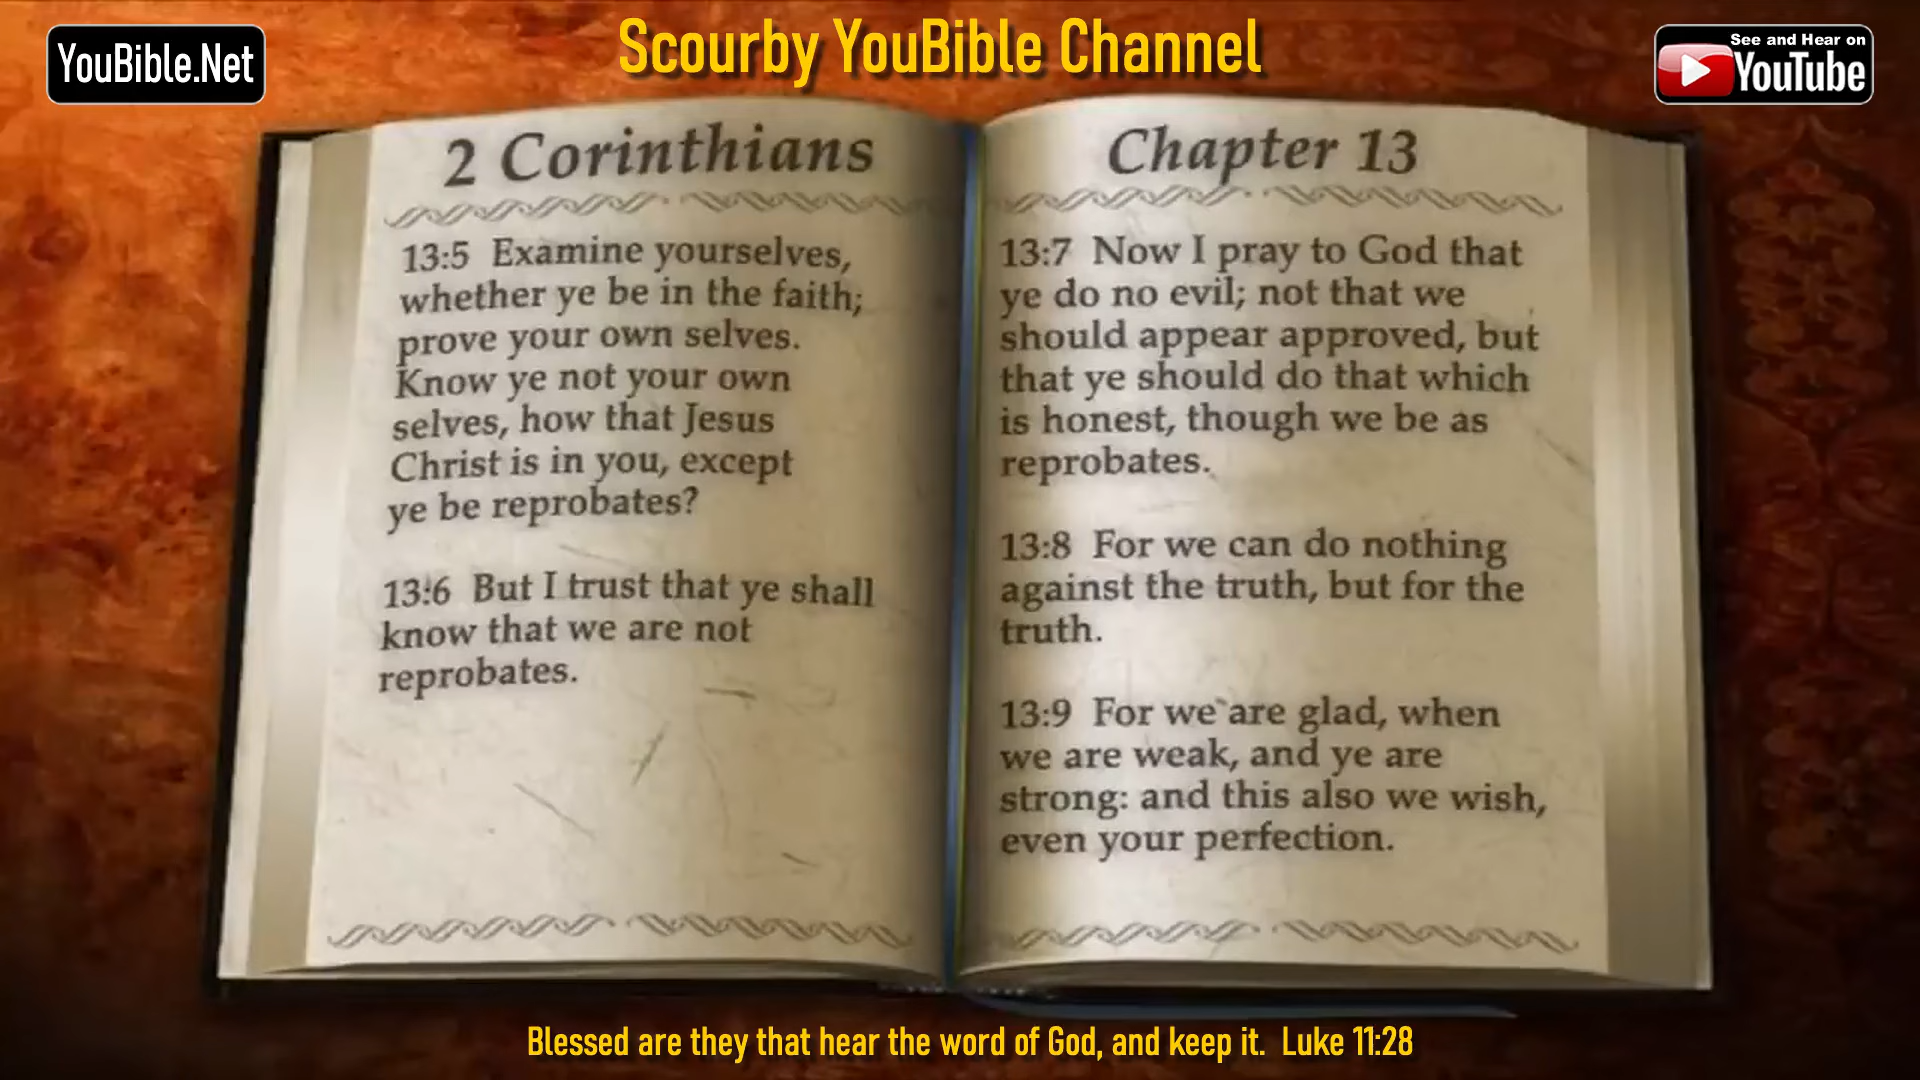 Scourby YouBible Channel
YouBible.Net
See and Hear on
YouTube
2 Corinthians
13:5 Examine yourselves,
whether ye be in the faith;
prove your own selves.
Know ye not your own
selves, how that Jesus
Christ is in you, except
ye be reprobates?
13:6 But I trust that ye shall
know that we are not
reprobates.
Chapter 13
13:7 Now I pray to God that
ye do no evil; not that we
should appear approved, but
that ye should do that which
is honest, though we be as
reprobates.
13:8 For we can do nothing
against the truth, but for the
truth.
13:9 For we are glad, when
we are weak, and ye are
strong: and this also we wish,
even your perfection.
Blessed are they that hear the word of God, and keep it. Luke 11:28